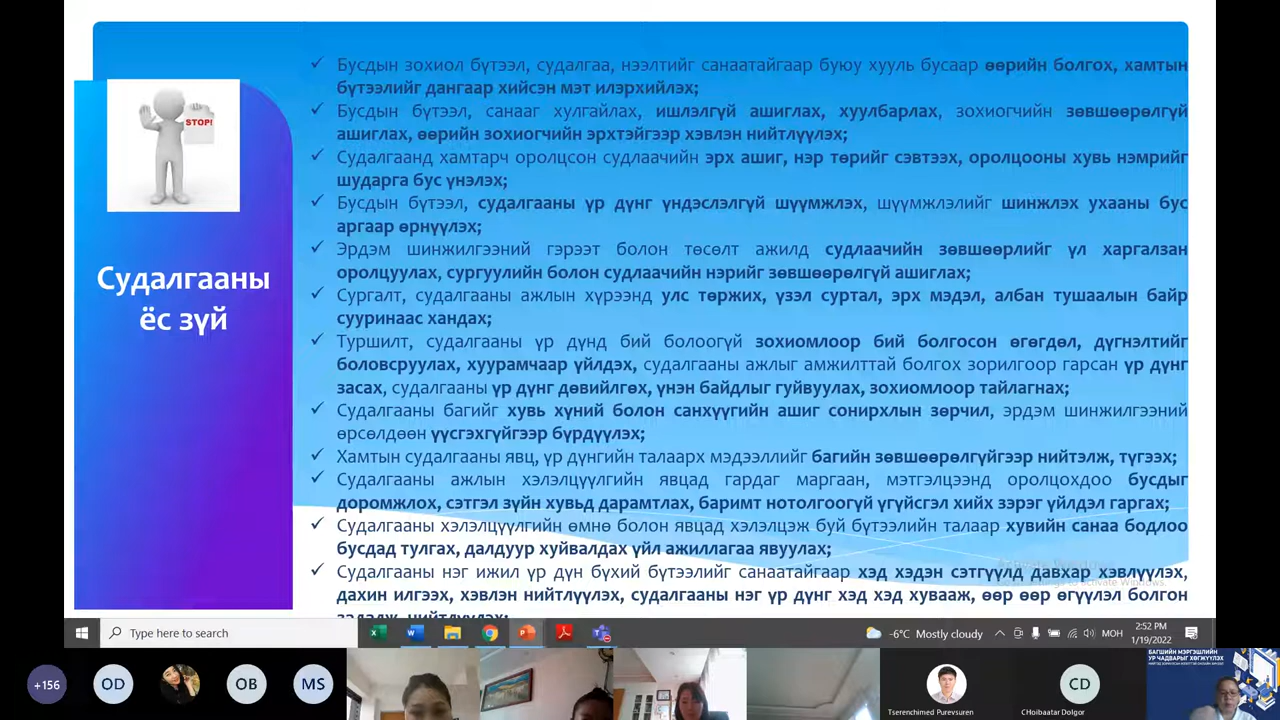 STOP!
Судалгааны
ёс зүй
✓ Бусдын зохиол бүтээл, судалгаа, нээлтийг санаатайгаар буюу хууль бусаар өөрийн болгох, хамтын
бүтээлийг дангаар хийсэн мэт илэрхийлэх;
✓ Бусдын бүтээл, санааг хулгайлах, ишлэлгүй ашиглах, хуулбарлах, зохиогчийн зөвшөөрөлгүй
ашиглах, өөрийн зохиогчийн эрхтэйгээр хэвлэн нийтлүүлэх;
✓ Судалгаанд хамтарч оролцсон судлаачийн эрх ашиг, нэр төрийг сэвтээх, оролцооны хувь нэмрийг
шударга бус үнэлэх;
✓ Бусдын бүтээл, судалгааны үр дүнг үндэслэлгүй шүүмжлэх, шүүмжлэлийг шинжлэх ухааны бус
аргаар өрнүүлэх;
✓ Эрдэм шинжилгээний гэрээт болон төсөлт ажилд судлаачийн зөвшөөрлийг үл харгалзан
оролцуулах, сургуулийн болон судлаачийн нэрийг зөвшөөрөлгүй ашиглах;
✓ Сургалт, судалгааны ажлын хүрээнд улс төржих, үзэл суртал, эрх мэдэл, албан тушаалын байр
сууринаас хандах;
✓ Туршилт, судалгааны үр дүнд бий болоогүй зохиомлоор бий болгосон өгөгдөл, дүгнэлтийг
боловсруулах, хуурамчаар үйлдэх, судалгааны ажлыг амжилттай болгох зорилгоор гарсан үр дүнг
засах, судалгааны үр дүнг дөвийлгөх, үнэн байдлыг гуйвуулах, зохиомлоор тайлагнах;
✓ Судалгааны багийг хувь хүний болон санхүүгийн ашиг сонирхлын зөрчил, эрдэм шинжилгээний
өрсөлдөөн үүсгэхгүйгээр бүрдүүлэх;
✓ Хамтын судалгааны явц, үр дүнгийн талаарх мэдээллийг багийн зөвшөөрөлгүйгээр нийтэлж, түгээх;
✓ Судалгааны ажлын хэлэлцүүлгийн явцад гардаг маргаан, мэтгэлцээнд оролцохдоо бусдыг
доромжлох, сэтгэл зүйн хувьд дарамтлах, баримт нотолгоогүй үгүйсгэл хийх зэрэг үйлдэл гаргах;
✓ Судалгааны хэлэлцүүлгийн өмнө болон явцад хэлэлцэж буй бүтээлийн талаар хувийн санаа бодлоо
бусдад тулгах, далдуур хуйвалдах үйл ажиллагаа явуулах;
✓ Судалгааны нэг ижил үр дүн бүхий бүтээлийг санаатайгаар хэд хэдэн сэтгүүлд давхар хэвлүүлэх,
дахин илгээх, хэвлэн нийтлүүлэх, судалгааны нэг үр дүнг хэд хэд хувааж, өөр өөр өгүүлэл болгон
Type here to search
-6°C Mostly cloudy
МОН
2:52 PM
1/19/2022
+156
OD
OB
MS
Tserenchimed Purevsuren
CD
CHoibaatar Dolgor
БАГШИЙН МЭРГЭШЛИЙН
УР ЧАДВАРЫГ ХӨГЖҮҮЛЭХ